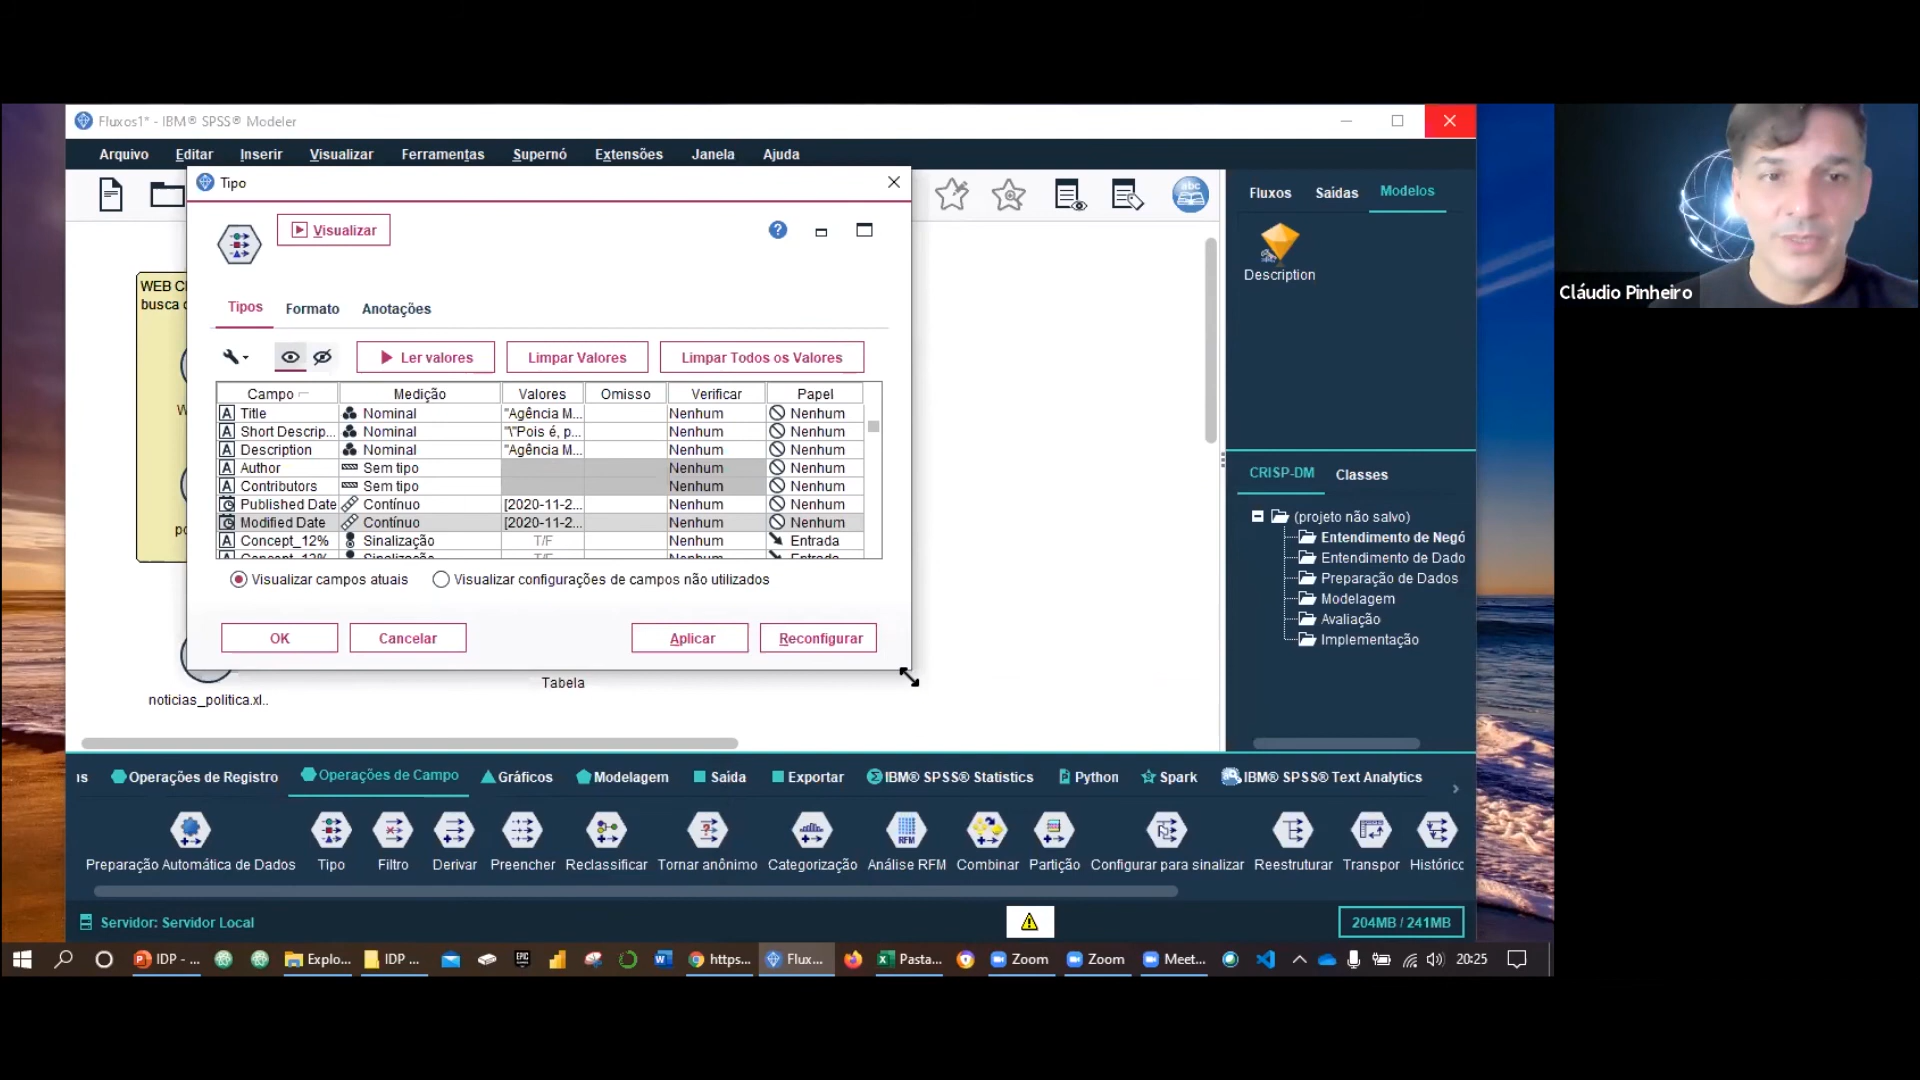 Fluxos1* - IBM® SPSS® Modeler
Arquivo Editar Inserir Visualizar Ferramentas Supernó Extensões Janela Ajuda
Tipo
Visualizar
Tipos Formato Anotações
Ler valores Limpar Valores Limpar Todos os Valores
Campo Medição Valores Omisso Verificar Papel
A Title Nominal "Agência M... Nenhum Nenhum
A Short Descrip... Nominal "\"Pois é, p... Nenhum Nenhum
A Description Nominal "Agência M... Nenhum Nenhum
A Author Sem tipo Nenhum Nenhum
A Contributors Sem tipo Nenhum Nenhum
Published Date Contínuo [2020-11-2... Nenhum Nenhum
Modified Date Contínuo [2020-11-2... Nenhum Nenhum
A Concept_12% Sinalização T/F Nenhum Entrada
Visualizar campos atuais Visualizar configurações de campos não utilizados
OK Cancelar Aplicar Reconfigurar
WEB C
busca
W
po
Tabela
noticias_politica.xl..
abc
Fluxos Saídas Modelos
Description
CRISP-DM Classes
(projeto não salvo)
Entendimento de Negó
Entendimento de Dado
Preparação de Dados
Modelagem
Avaliação
Implementação
Cláudio Pinheiro
is Operações de Registro Operações de Campo Gráficos Modelagem Saída Exportar IBM® SPSS® Statistics Python Spark IBM® SPSS® Text Analytics
RFM
Preparação Automática de Dados Tipo Filtro Derivar Preencher Reclassificar Tornar anônimo Categorização Análise RFM Combinar Partição Configurar para sinalizar Reestruturar Transpor Históricc
Servidor: Servidor Local 204MB / 241MB
IDP - ... Explo... IDP ... EPIC https... Flux... Pasta... Zoom Zoom Meet... 20:25